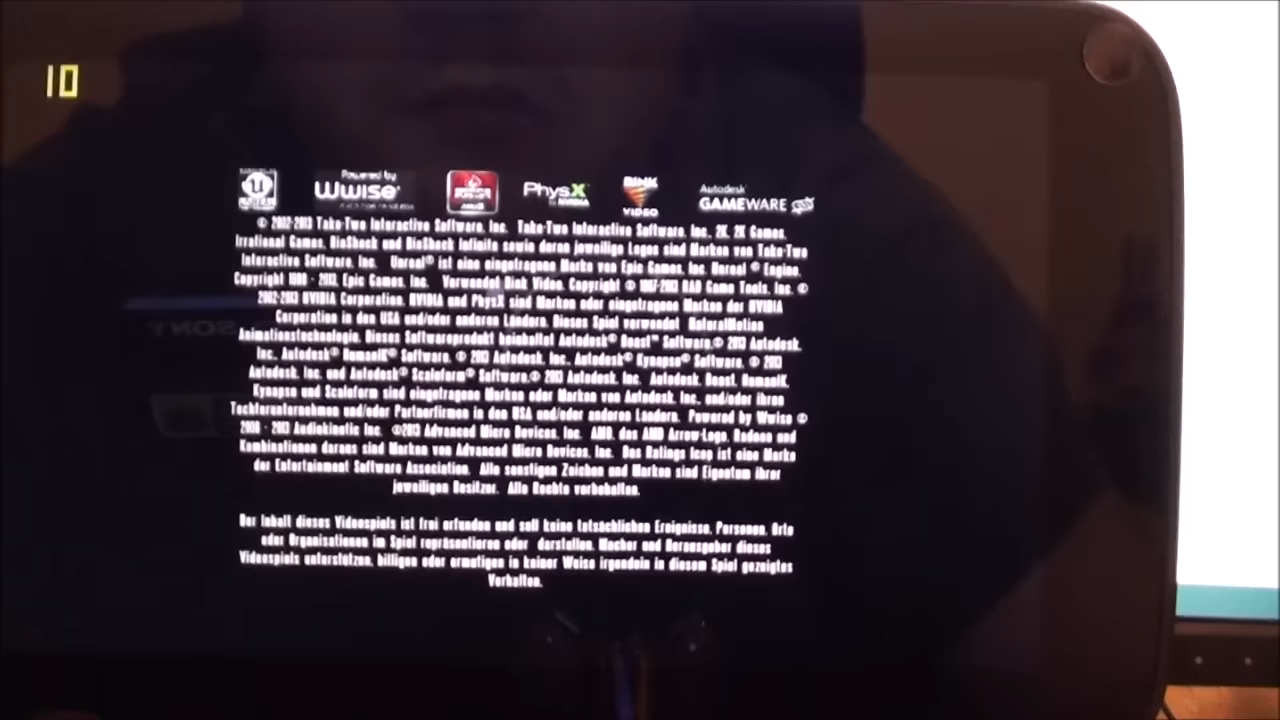 10
Powered by
Wwise
PhysX
by NVIDIA
BINK
VIDEO
Autodesk
GAMEWARE
© 2002-2013 Take-Two Interactive Software, Inc. Take-Two Interactive Software, Inc., 2K, 2K Games,
Irrational Games, BioShock und BioShock Infinite sowie deren jeweilige Logos sind Marken von Take-Two
Interactive Software, Inc. Unreal® ist eine eingetragene Marke von Epic Games, Inc. Unreal ® Engine,
Copyright 1998 - 2013, Epic Games, Inc. Verwendet Bink Video. Copyright © 1997-2013 RAD Game Tools, Inc. ©
2002-2013 NVIDIA Corporation. NVIDIA und PhysX sind Marken oder eingetragene Marken der NVIDIA
Corporation in den USA und/oder anderen Ländern. Dieses Spiel verwendet NaturalMotion
Animationstechnologie. Dieses Softwareprodukt beinhaltet Autodesk® Beast™ Software,© 2013 Autodesk,
Inc. Autodesk® HumanIK® Software, © 2013 Autodesk, Inc., Autodesk® Kynapse® Software, © 2013
Autodesk, Inc. und Autodesk® Scaleform® Software,© 2013 Autodesk, Inc. Autodesk, Beast, HumanIK,
Kynapse und Scaleform sind eingetragene Marken oder Marken von Autodesk, Inc., und/oder ihren
Tochterunternehmen und/oder Partnerfirmen in den USA und/oder anderen Ländern. Powered by Wwise ©
2006 - 2013 Audiokinetic Inc. ©2013 Advanced Micro Devices, Inc. AMD, das AMD Arrow-Logo, Radeon und
Kombinationen daraus sind Marken von Advanced Micro Devices, Inc. Das Ratings Icon ist eine Marke
der Entertainment Software Association. Alle sonstigen Zeichen und Marken sind Eigentum ihrer
jeweiligen Besitzer. Alle Rechte vorbehalten.
Der Inhalt dieses Videospiels ist frei erfunden und soll keine tatsächlichen Ereignisse, Personen, Orte
oder Organisationen im Spiel repräsentieren oder darstellen. Macher und Herausgeber dieses
Videospiels unterstützen, billigen oder ermutigen in keiner Weise irgendein in diesem Spiel gezeigtes
Verhalten.
SONY